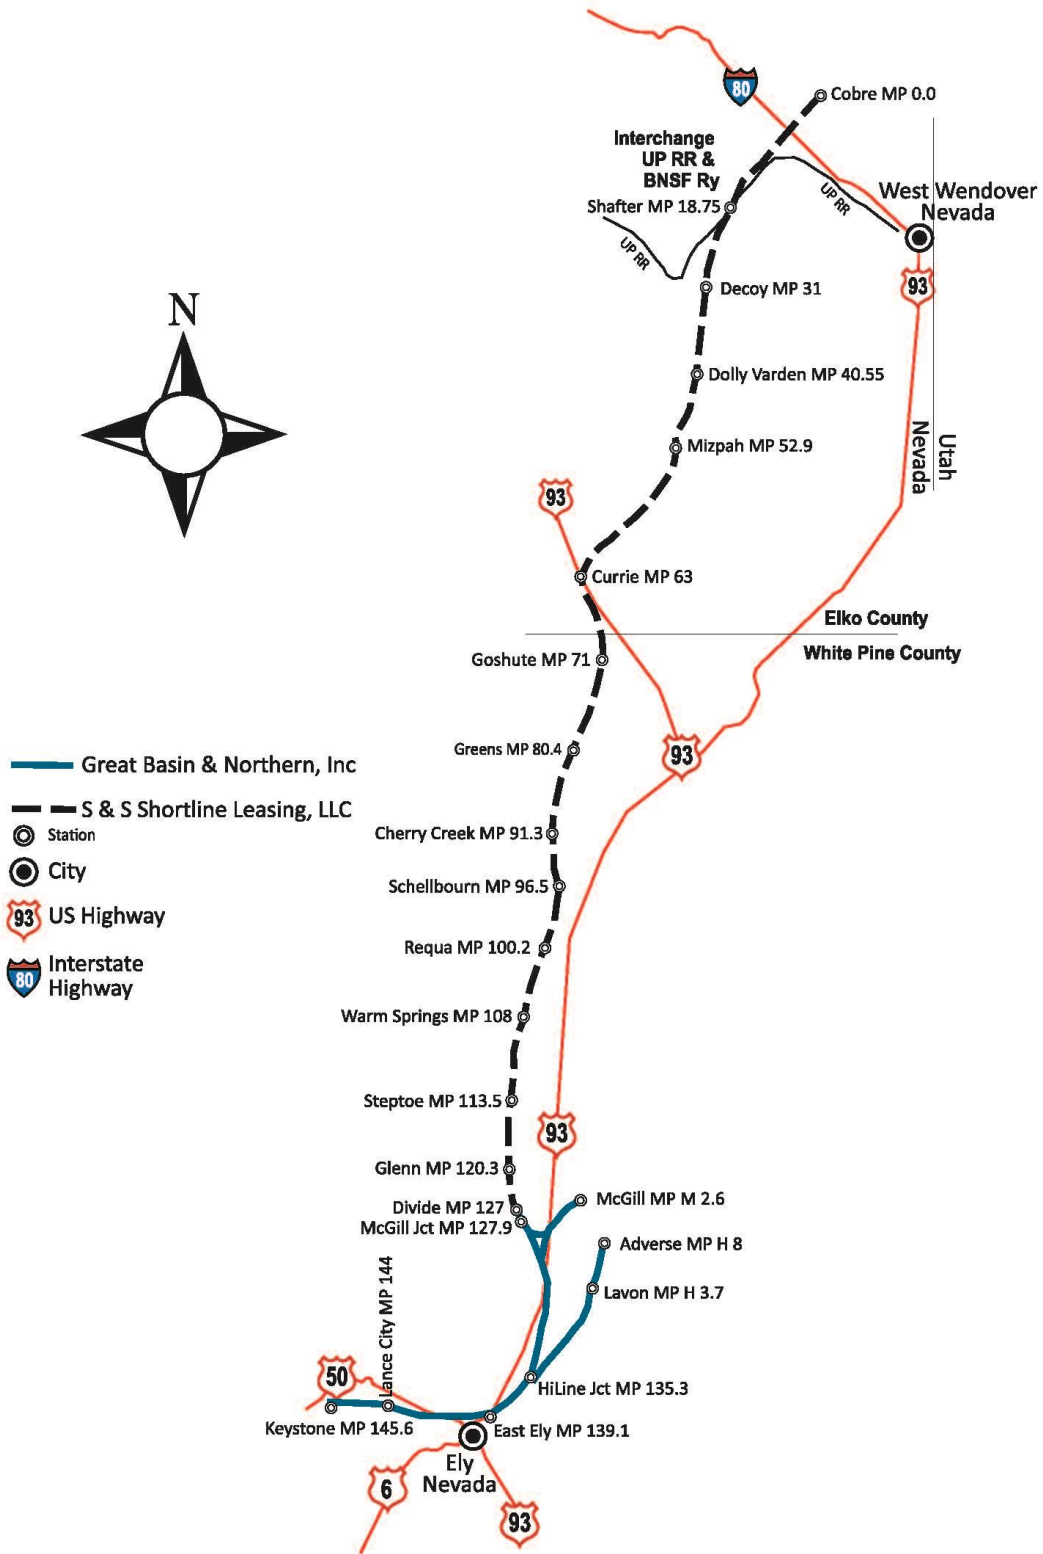 80
Cobre MP 0.0
Interchange
UP RR &
BNSF Ry
Shafter MP 18.75
UP RR
UP RR
West Wendover
Nevada
93
Decoy MP 31
N
Dolly Varden MP 40.55
Mizpah MP 52.9
Nevada
Utah
93
Currie MP 63
Elko County
White Pine County
Goshute MP 71
Greens MP 80.4
93
Great Basin & Northern, Inc
S & S Shortline Leasing, LLC
Station
City
93 US Highway
80 Interstate
Highway
Cherry Creek MP 91.3
Schellbourn MP 96.5
Requa MP 100.2
Warm Springs MP 108
Steptoe MP 113.5
93
Glenn MP 120.3
Divide MP 127
McGill Jct MP 127.9
McGill MP M 2.6
Adverse MP H 8
Lavon MP H 3.7
Lance City MP 144
50
HiLine Jct MP 135.3
Keystone MP 145.6
East Ely MP 139.1
Ely
Nevada
6
93